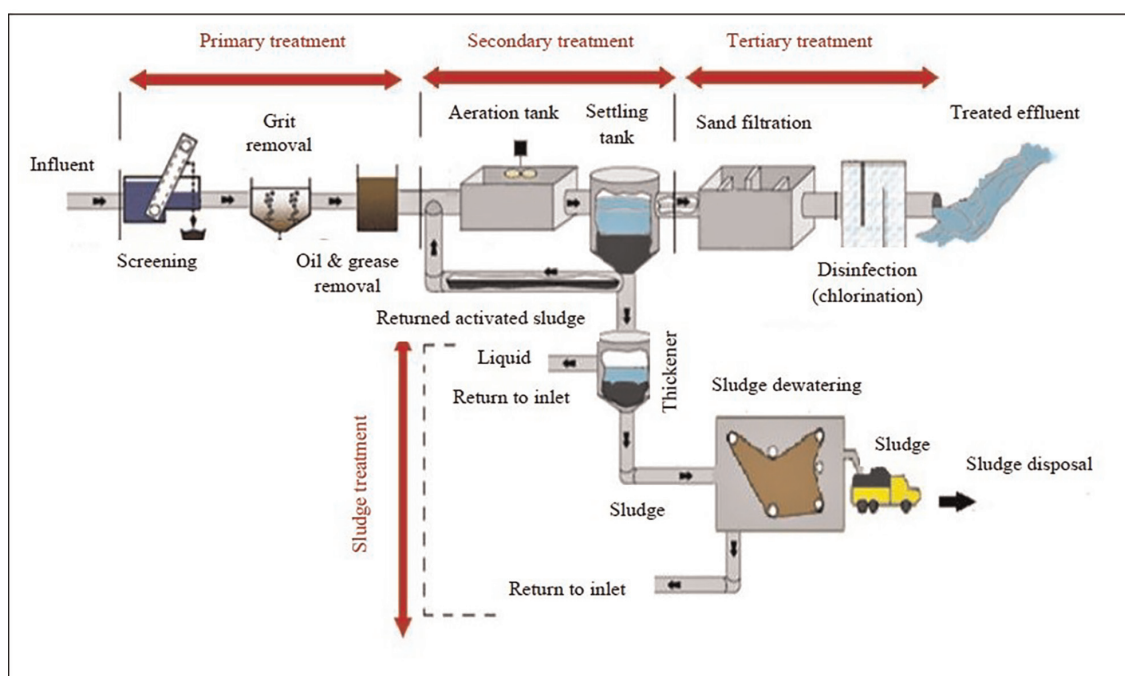 Primary treatment
Secondary treatment
Tertiary treatment
Influent
Screening
Grit
removal
Oil & grease
removal
Aeration tank
Settling
tank
Sand filtration
Disinfection
(chlorination)
Treated effluent
Returned activated sludge
Sludge treatment
Liquid
Return to inlet
Thickener
Sludge
Sludge dewatering
Sludge
Sludge disposal
Return to inlet